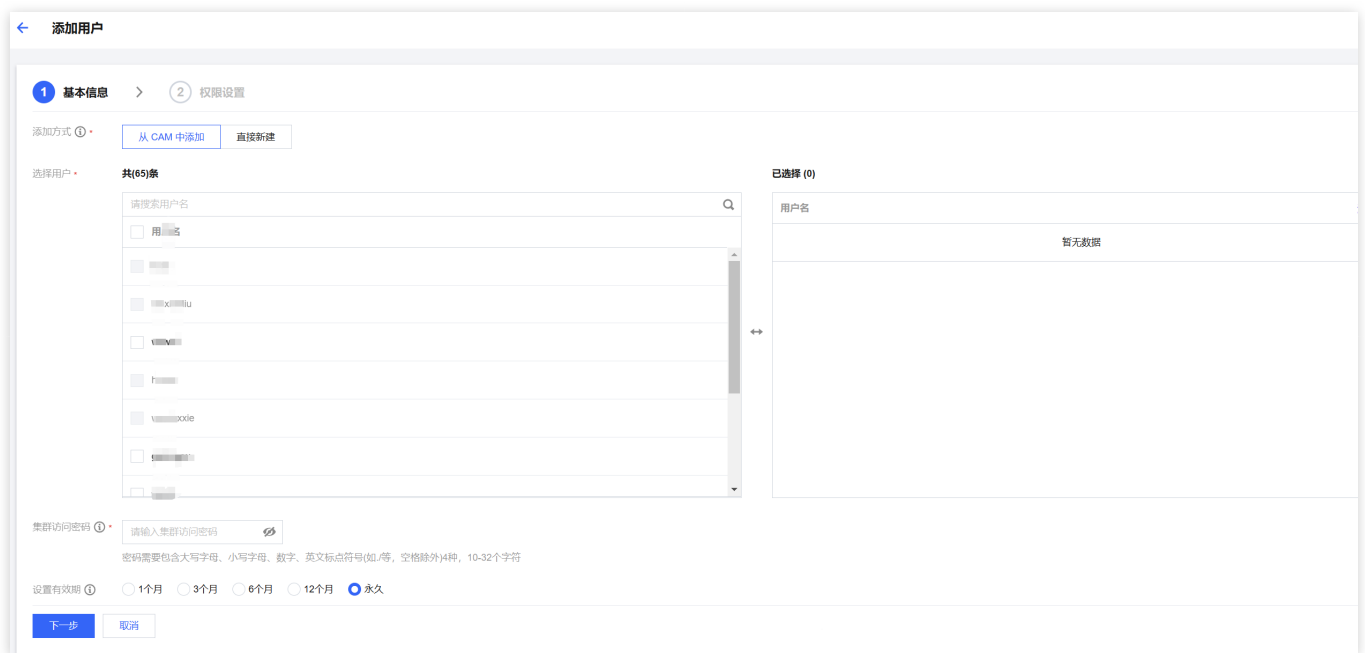 添加用户
1 基本信息 > 2 权限设置
添加方式 * 从 CAM 中添加 直接新建
选择用户 * 共(65)条 已选择 (0)
请搜索用户名
用户名
暂无数据
集群访问密码 * 请输入集群访问密码
密码需要包含大写字母、小写字母、数字、英文标点符号(如./等，空格除外)4种，10-32个字符
设置有效期 1个月 3个月 6个月 12个月 永久
下一步 取消